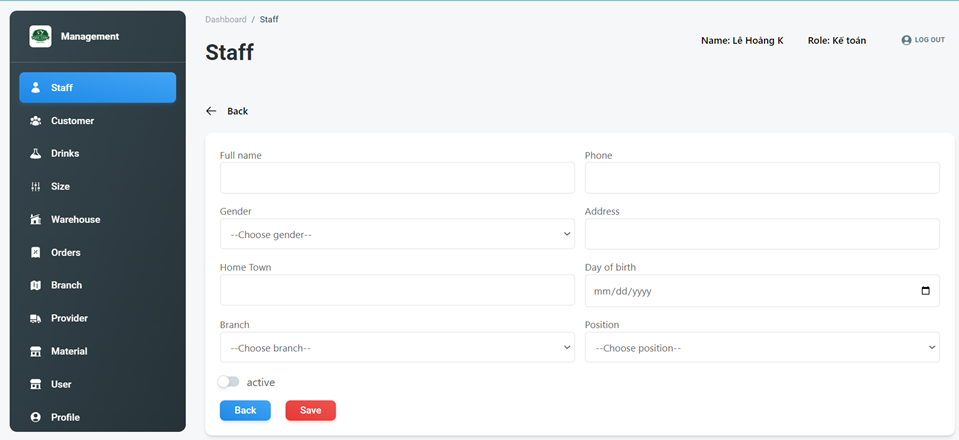 Management
Staff
Customer
Drinks
Size
Warehouse
Orders
Branch
Provider
Material
User
Profile
Dashboard / Staff
Staff
Name: Lê Hoàng K Role: Kế toán LOG OUT
Back
Full name Phone
Gender Address
--Choose gender--
Home Town Day of birth
mm/dd/yyyy
Branch Position
--Choose branch-- --Choose position--
active
Back Save